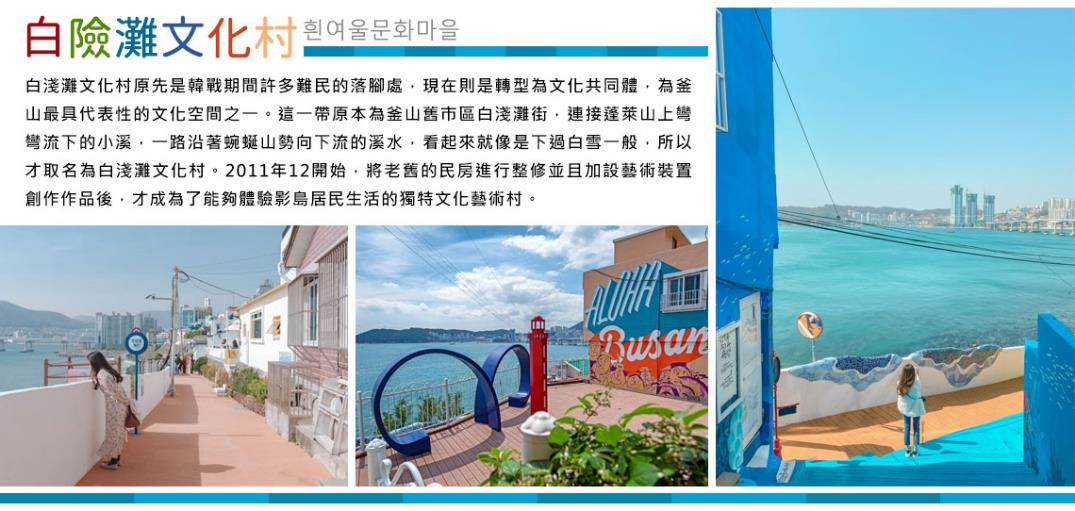 白險灘文化村 흰여울문화마을
白淺灘文化村原先是韓戰期間許多難民的落腳處，現在則是轉型為文化共同體，為釜
山最具代表性的文化空間之一。這一帶原本為釜山舊市區白淺灘街，連接蓬萊山上彎
彎流下的小溪，一路沿著蜿蜒山勢向下流的溪水，看起來就像是下過白雪一般，所以
才取名為白淺灘文化村。2011年12開始，將老舊的民房進行整修並且加設藝術裝置
創作作品後，才成為了能夠體驗影島居民生活的獨特文化藝術村。
ALOHA
Busan